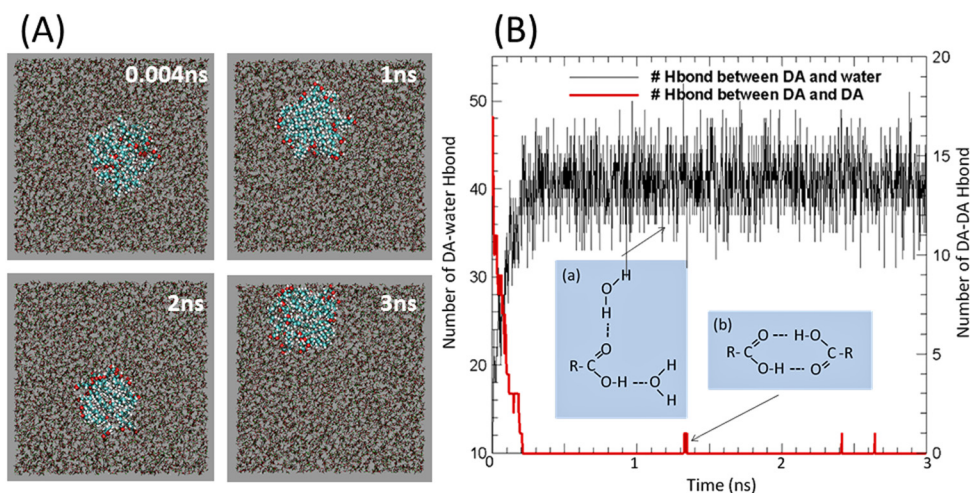 (A)
0.004ns
1ns
2ns
3ns
(B)
# Hbond between DA and water
# Hbond between DA and DA
Number of DA-water Hbond
50
40
30
20
10
Number of DA-DA Hbond
20
15
10
5
0
(a)
H
O
H
O
R-C
O-H
O
H
H
(b)
O
H-O
R-C
C-R
O-H
O
0
1
2
3
Time (ns)